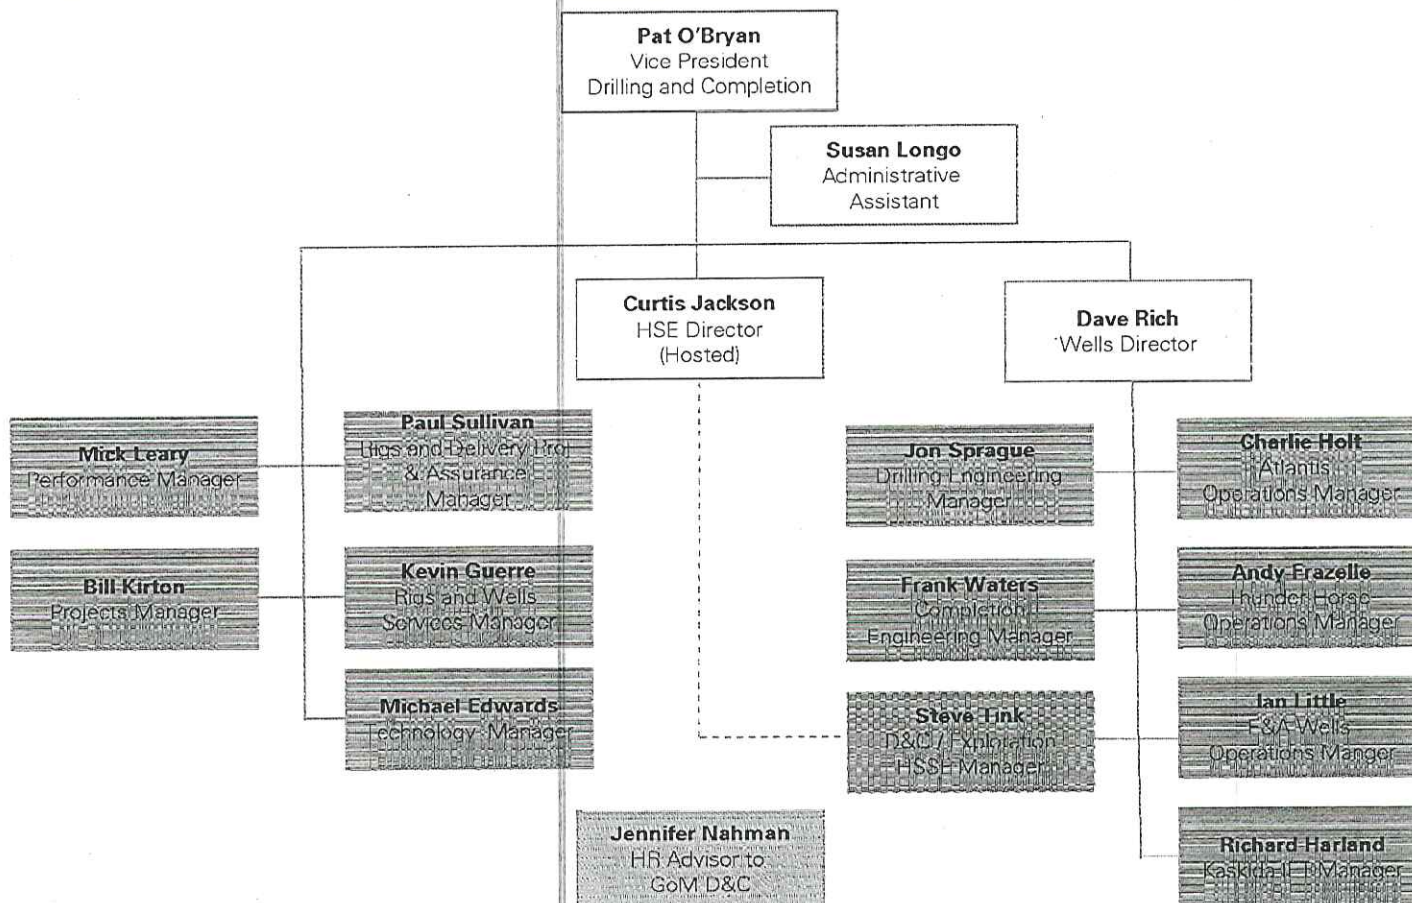 Pat O'Bryan
Vice President
Drilling and Completion
Susan Longo
Administrative
Assistant
Curtis Jackson
HSE Director
(Hosted)
Dave Rich
Wells Director
Mick Leary
Performance Manager
Paul Sullivan
Rigs and Delivery Proj
& Assurance
Manager
Jon Sprague
Drilling Engineering
Manager
Charlie Holt
Atlantis
Operations Manager
Bill Kirton
Projects Manager
Kevin Guerre
Rigs and Wells
Services Manager
Frank Waters
Completion
Engineering Manager
Andy Frazelle
Thunder Horse
Operations Manager
Michael Edwards
Technology Manager
Steve Tink
D&C / Exploration
HSSE Manager
Ian Little
E&A Wells
Operations Manger
Jennifer Nahman
HR Advisor to
GoM D&C
Richard Harland
Kaskida Manager